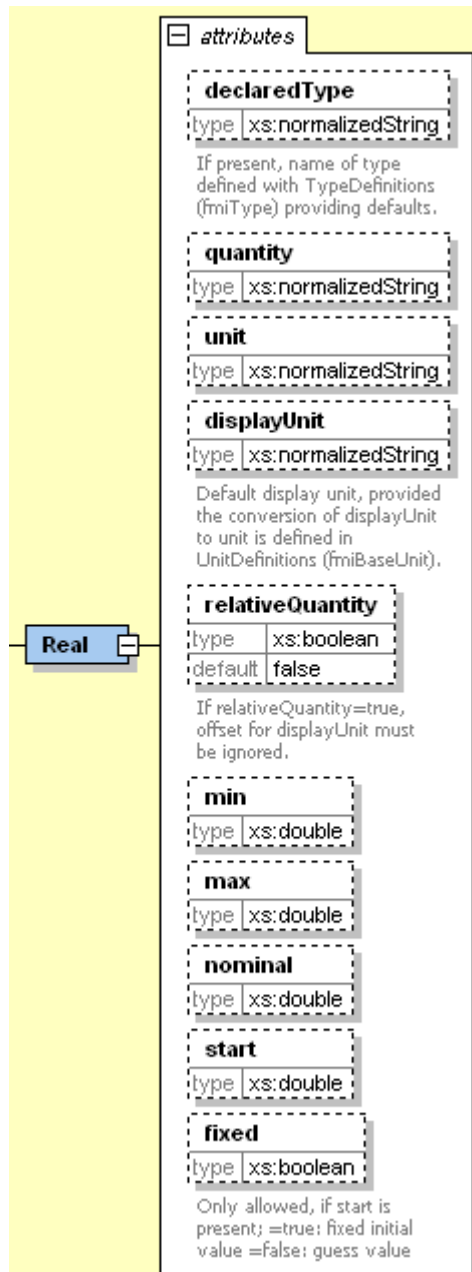 attributes
declaredType
type xs:normalizedString
If present, name of type
defined with TypeDefinitions
(fmiType) providing defaults.
quantity
type xs:normalizedString
unit
type xs:normalizedString
displayUnit
type xs:normalizedString
Default display unit, provided
the conversion of displayUnit
to unit is defined in
UnitDefinitions (fmiBaseUnit).
relativeQuantity
Real
type xs:boolean
default false
If relativeQuantity=true,
offset for displayUnit must
be ignored.
min
type xs:double
max
type xs:double
nominal
type xs:double
start
type xs:double
fixed
type xs:boolean
Only allowed, if start is
present; =true: fixed initial
value =false: guess value